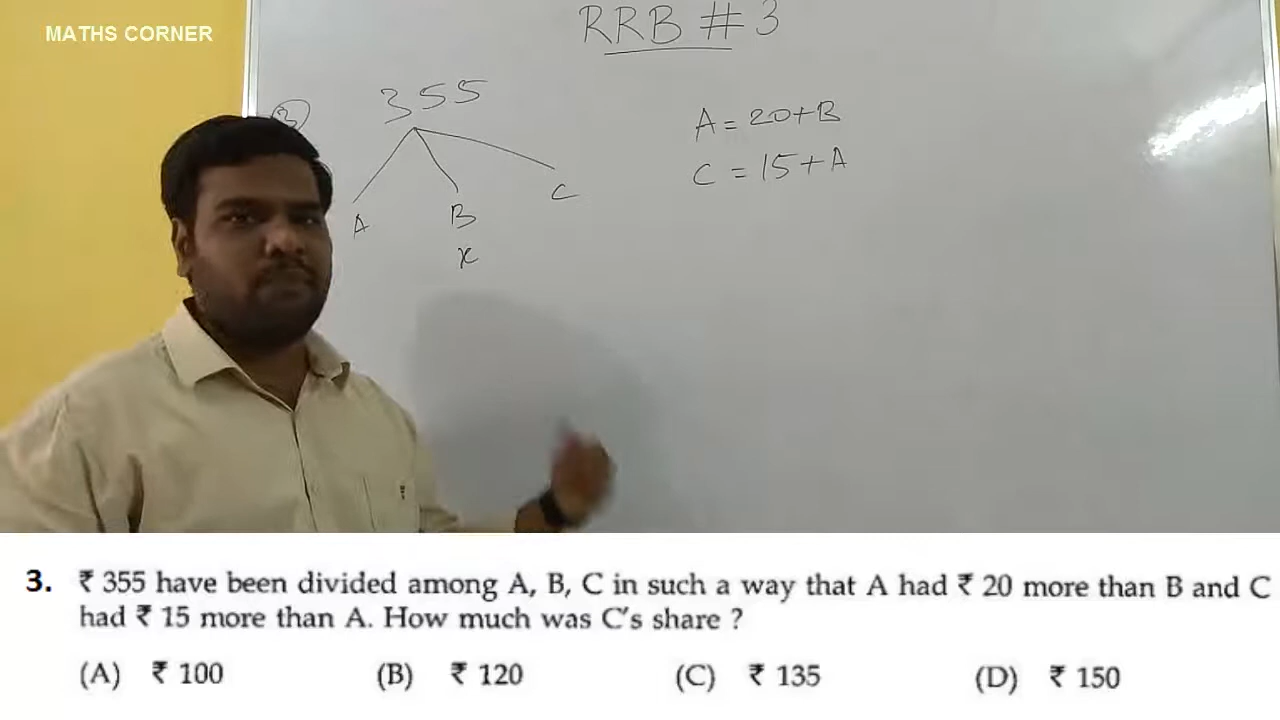 MATHS CORNER
RRB # 3
3
355
A = 20+B
C = 15+A
A B C
x
3. ₹ 355 have been divided among A, B, C in such a way that A had ₹ 20 more than B and C
had ₹ 15 more than A. How much was C's share ?
(A) ₹ 100 (B) ₹ 120 (C) ₹ 135 (D) ₹ 150